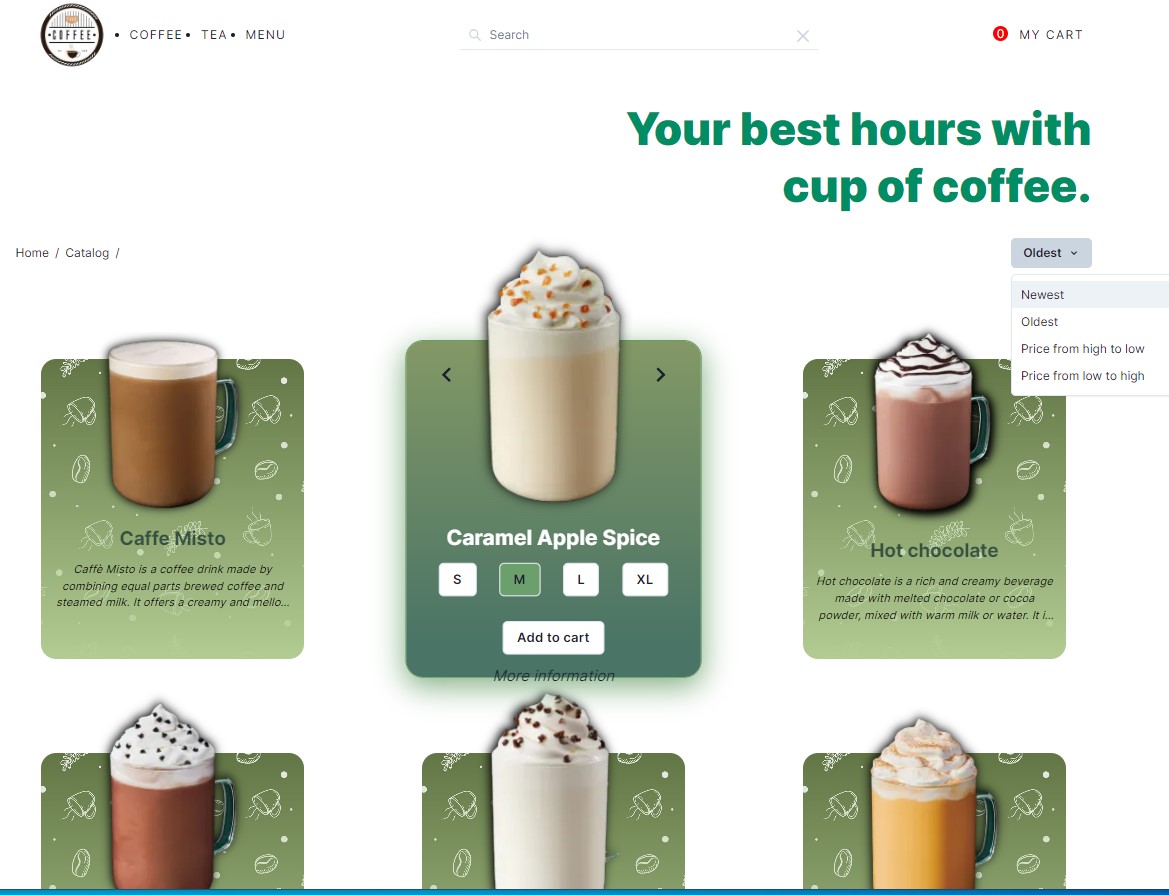 COFFEE
• COFFEE • TEA • MENU
Search
0 MY CART
Your best hours with
cup of coffee.
Home / Catalog /
Oldest
Newest
Oldest
Price from high to low
Price from low to high
Caffe Misto
Caffè Misto is a coffee drink made by
combining equal parts brewed coffee and
steamed milk. It offers a creamy and mello...
Caramel Apple Spice
S M L XL
Add to cart
More information
Hot chocolate
Hot chocolate is a rich and creamy beverage
made with melted chocolate or cocoa
powder, mixed with warm milk or water. It i...